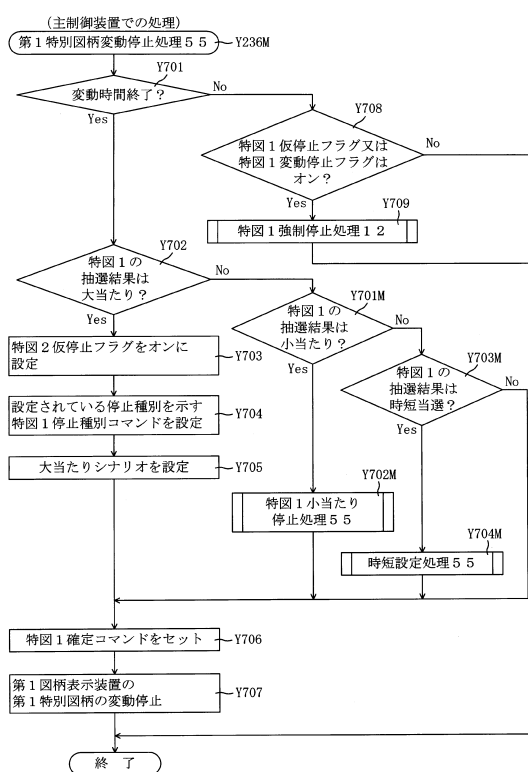 (主制御装置での処理)
第1特別図柄変動停止処理55
Y236M
Y701
変動時間終了？
No
Yes
Y708
特図1仮停止フラグ又は
特図1変動停止フラグは
オン？
No
Yes
Y709
特図1強制停止処理12
Y702
特図1の
抽選結果は
大当たり？
No
Yes
Y701M
特図1の
抽選結果は
小当たり？
No
Yes
Y703M
特図1の
抽選結果は
時短当選？
No
Yes
特図2仮停止フラグをオンに
設定
Y703
設定されている停止種別を示す
特図1停止種別コマンドを設定
Y704
大当たりシナリオを設定
Y705
Y702M
特図1小当たり
停止処理55
Y704M
時短設定処理55
特図1確定コマンドをセット
Y706
第1図柄表示装置の
第1特別図柄の変動停止
Y707
終 了